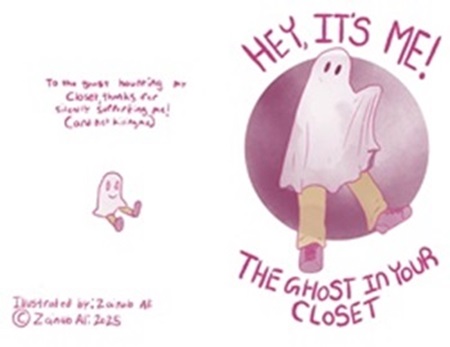 To the ghost haunting my
Closet, thanks for
silently supporting me!
(and not killing me)
Illustrated by: Zainab Ali
© Zainab Ali 2025
HEY, IT'S ME!
THE GHOST IN YOUR
CLOSET